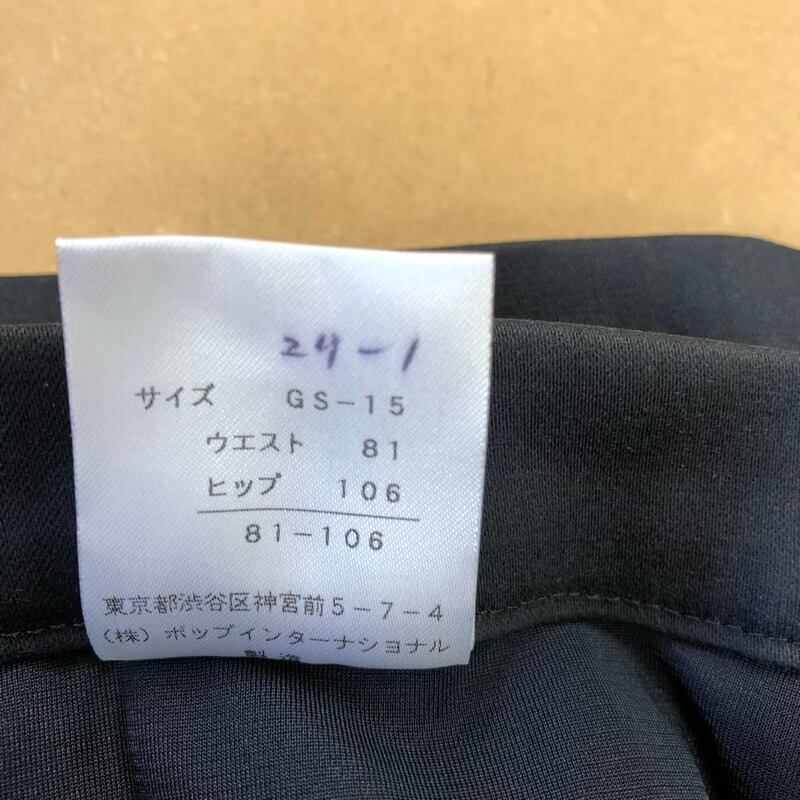 24-1
サイズ GS-15
ウエスト 81
ヒップ 106
81-106
東京都渋谷区神宮前5-7-4
(株)ポップインターナショナル
製造